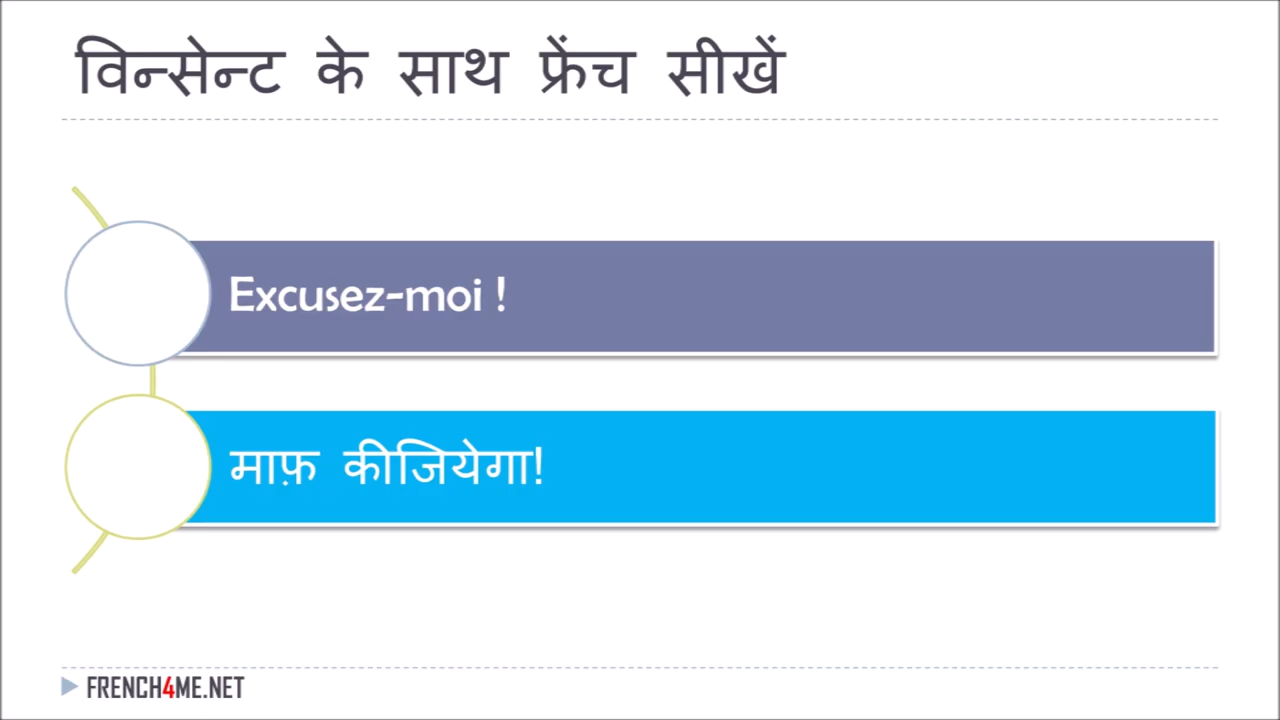 विन्सेन्ट के साथ फ्रेंच सीखें
Excusez-moi !
माफ़ कीजियेगा!
FRENCH4ME.NET